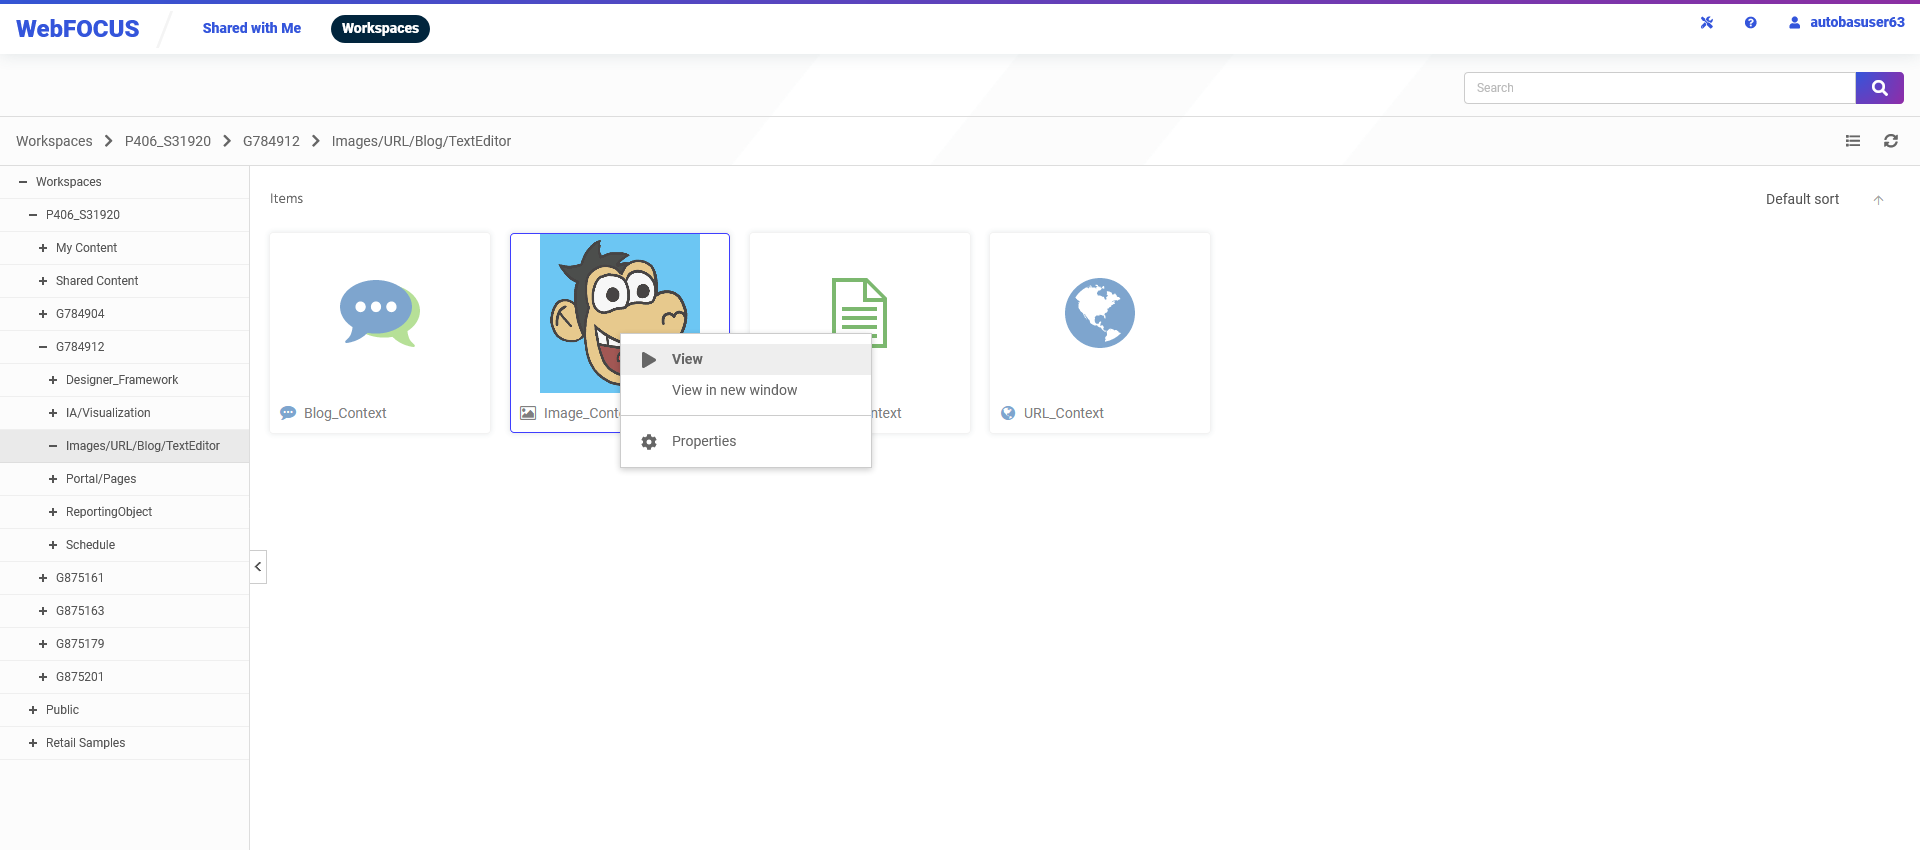 WebFOCUS
Shared with Me
Workspaces
autobasuser63
Search
Workspaces
P406_S31920
G784912
Images/URL/Blog/TextEditor
Workspaces
P406_S31920
My Content
Shared Content
G784904
G784912
Designer_Framework
IA/Visualization
Images/URL/Blog/TextEditor
Portal/Pages
ReportingObject
Schedule
G875161
G875163
G875179
G875201
Public
Retail Samples
Items
Default sort
Blog_Context
Image_Cont
ntext
URL_Context
View
View in new window
Properties